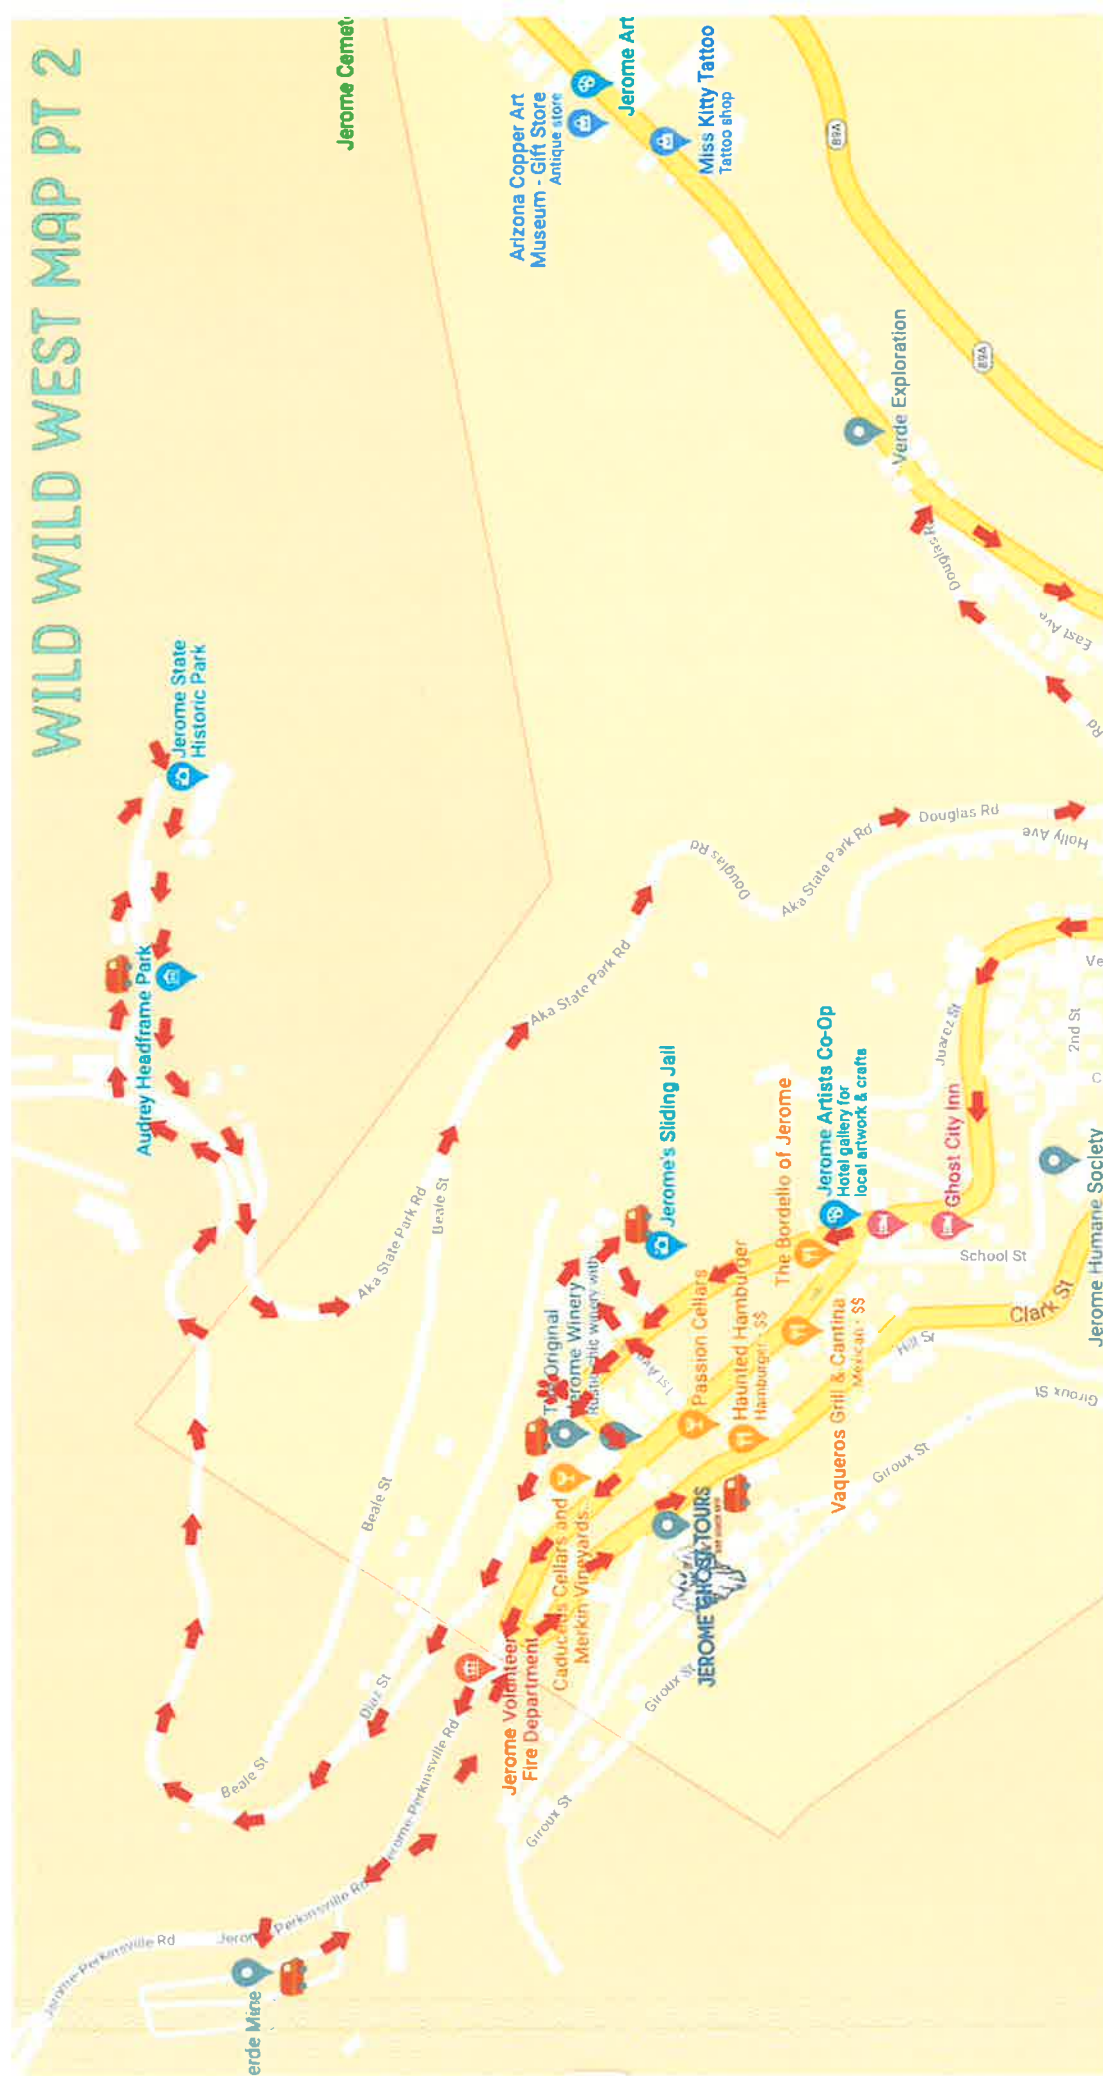 WILD WILD WEST MAP PT 2
Jerome Cemet
Arizona Copper Art
Museum - Gift Store
Antique store
Jerome Art
Miss Kitty Tattoo
Tattoo shop
89A
89A
Verde Exploration
Jerome State
Historic Park
Audrey Headframe Park
Douglas R
East Ave
Rd
Douglas Rd
Holly Ave
Aka State Park Rd
Douglas Rd
Aka State Park Rd
Beale St
Aka State Park Rd
Juarez St
Ve
2nd St
C
Jerome's Sliding Jail
The Bordello of Jerome
Jerome Artists Co-Op
Hotel gallery for
local artwork & crafts
Ghost City Inn
Jerome Humane Society
School St
Clark St
Hill St
Giroux St
Giroux St
Original
Jerome Winery
Rustic-chic winery with
1st Ave
Passion Cellars
Haunted Hamburger
Hamburger · $$
Vaqueros Grill & Cantina
Mexican · $$
Caduceus Cellars and
Merkin Vineyards...
JEROME GHOST TOURS
Giroux St
Giroux St
Jerome Volunteer
Fire Department
Beale St
Diaz St
Beale St
Jerome-Perkinsville Rd
Jerome-Perkinsville Rd
Jerome-Perkinsville Rd
erde Mine